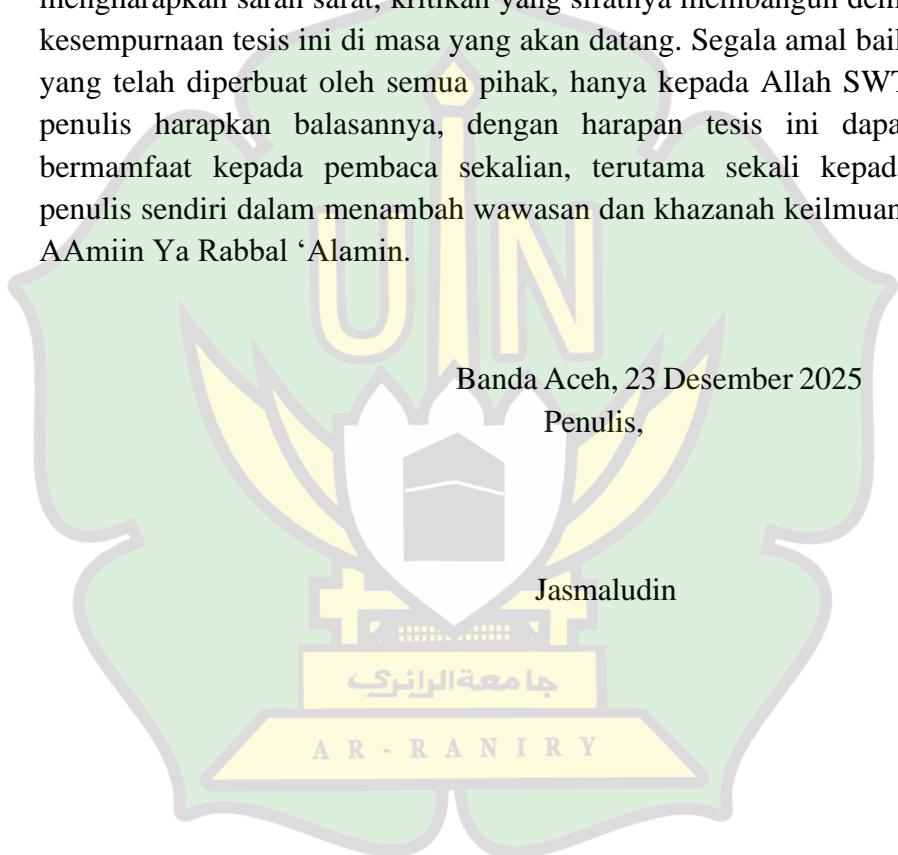 mengharapkan saran sarat, kritikan yang sifatnya membangun demi
kesempurnaan tesis ini di masa yang akan datang. Segala amal baik
yang telah diperbuat oleh semua pihak, hanya kepada Allah SWT
penulis harapkan balasannya, dengan harapan tesis ini dapa
bermamfaat kepada pembaca sekalian, terutama sekali kepad
penulis sendiri dalam menambah wawasan dan khazanah keilmuan
AAmiin Ya Rabbal ‘Alamin.
UIN
Banda Aceh, 23 Desember 2025
Penulis,
Jasmaludin
جامعة الرانري
AR-RANIRY